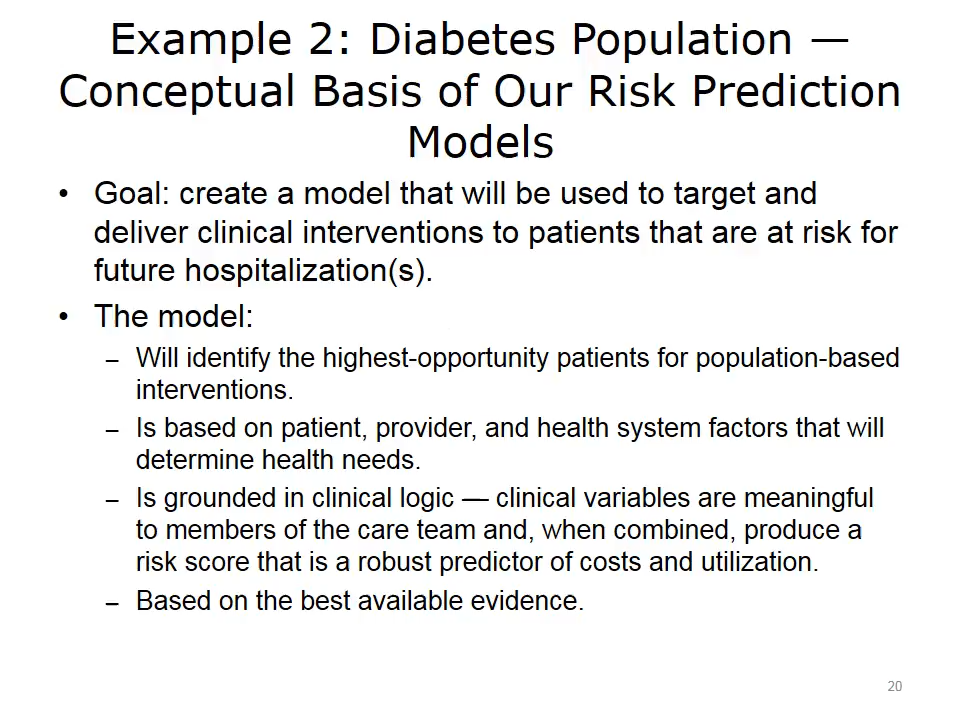 Example 2: Diabetes Population —
Conceptual Basis of Our Risk Prediction
Models
• Goal: create a model that will be used to target and
deliver clinical interventions to patients that are at risk for
future hospitalization(s).
• The model:
– Will identify the highest-opportunity patients for population-based
interventions.
– Is based on patient, provider, and health system factors that will
determine health needs.
– Is grounded in clinical logic — clinical variables are meaningful
to members of the care team and, when combined, produce a
risk score that is a robust predictor of costs and utilization.
– Based on the best available evidence.
20